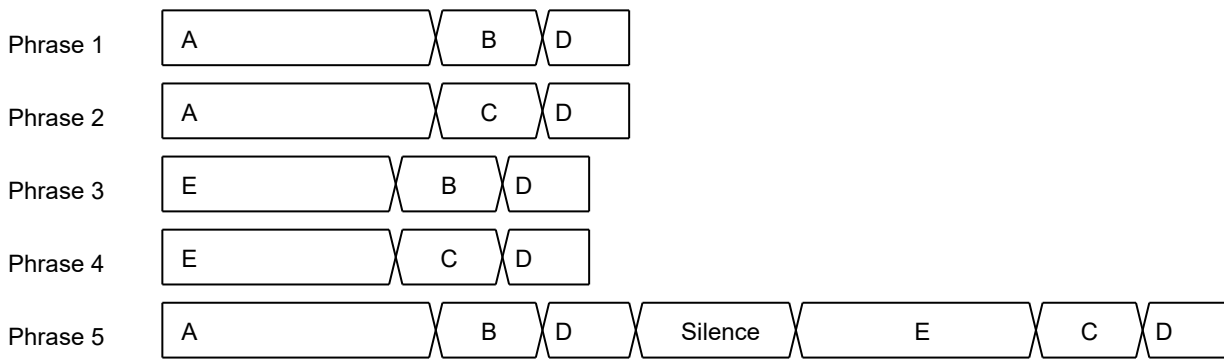 Phrase 1 A B D
Phrase 2 A C D
Phrase 3 E B D
Phrase 4 E C D
Phrase 5 A B D Silence E C D